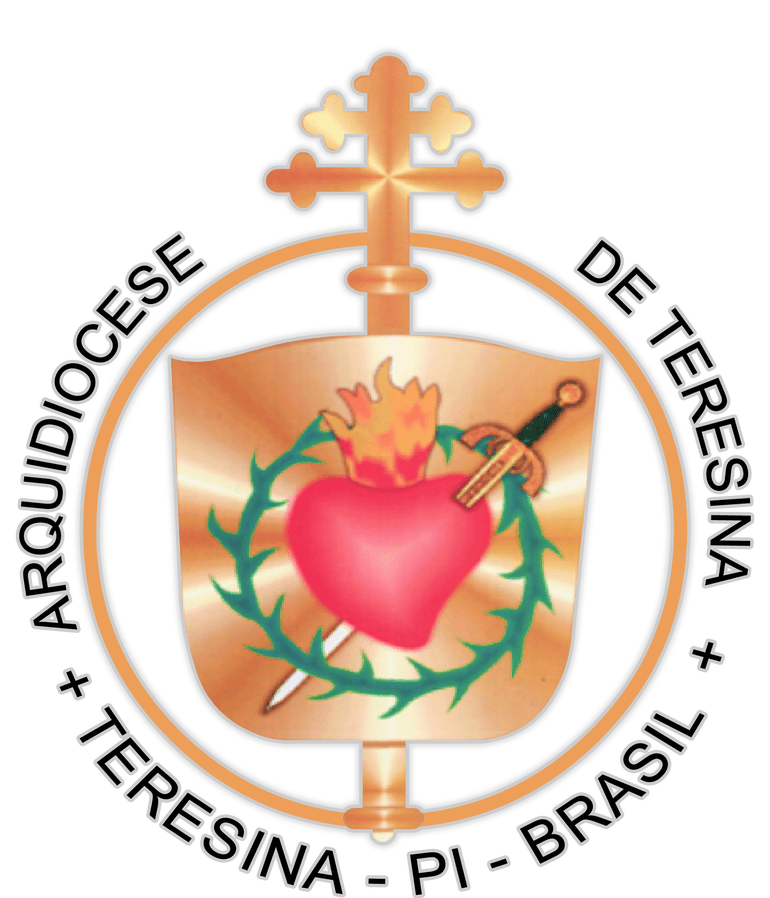 ARQUIDIOCESE DE TERESINA
+ TERESINA - PI - BRASIL +